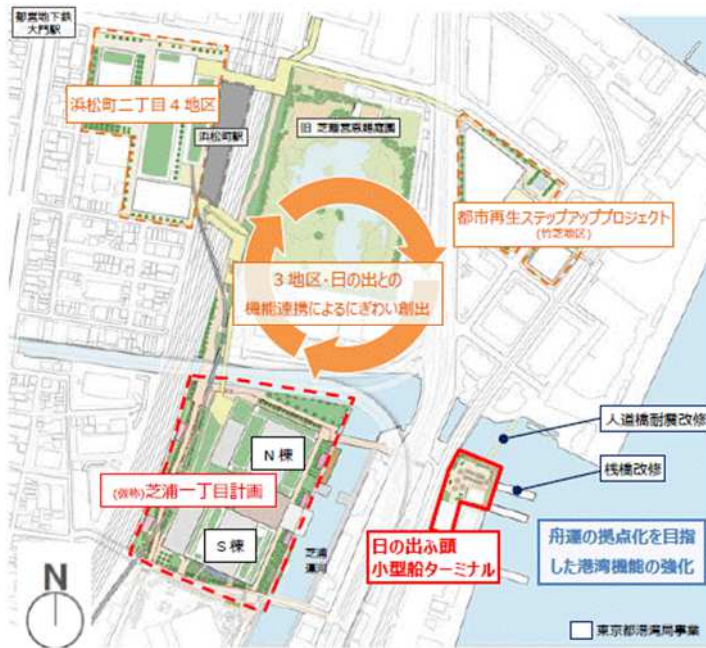 都営地下鉄
大門駅
浜松町二丁目4地区
浜松町駅
旧 芝離宮恩賜庭園
都市再生ステップアッププロジェクト
(竹芝地区)
3地区・日の出との
機能連携によるにぎわい創出
N棟
人道橋耐震改修
(仮称)芝浦一丁目計画
桟橋改修
S棟
日の出ふ頭
小型船ターミナル
芝浦
運河
舟運の拠点化を目指
した港湾機能の強化
N
東京都港湾局事業